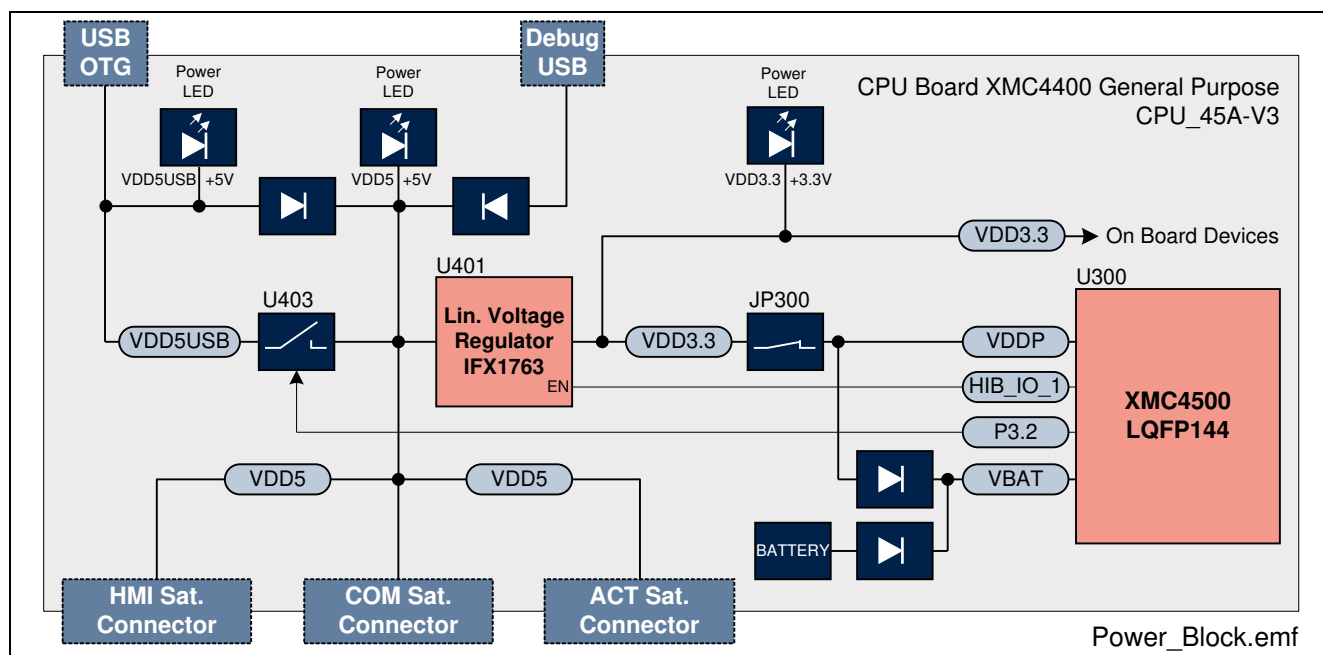 USB
OTG
Debug
USB
Power
LED
Power
LED
Power
LED
CPU Board XMC4400 General Purpose
CPU_45A-V3
VDD5USB +5V
VDD5 +5V
VDD3.3 +3.3V
VDD3.3
On Board Devices
U401
U300
U403
JP300
VDD5USB
Lin. Voltage
Regulator
IFX1763
EN
VDD3.3
VDDP
HIB_IO_1
P3.2
XMC4500
LQFP144
VDD5
VDD5
VBAT
BATTERY
HMI Sat.
Connector
COM Sat.
Connector
ACT Sat.
Connector
Power_Block.emf